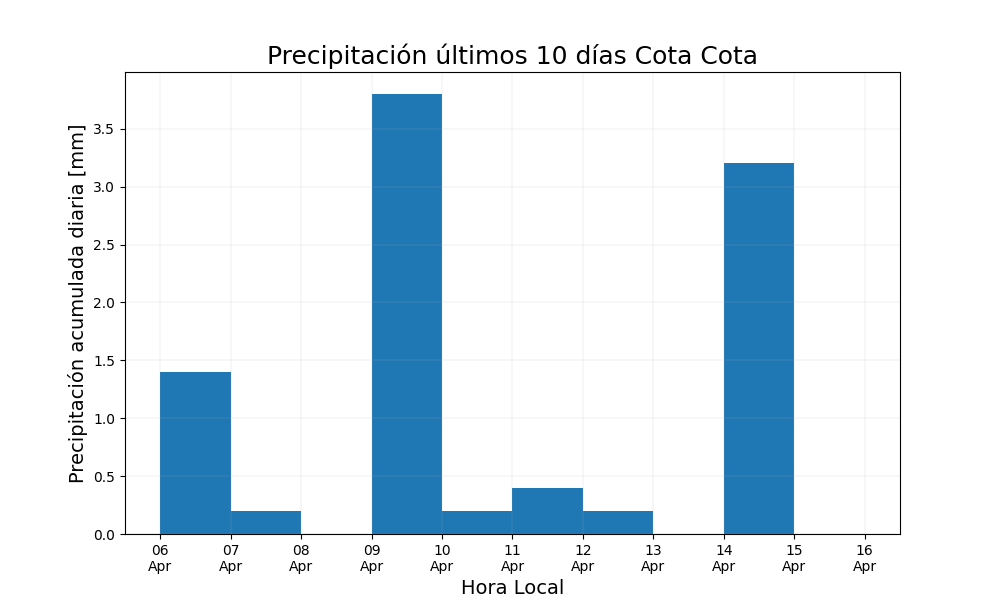 Precipitación últimos 10 días Cota Cota
Precipitación acumulada diaria [mm]
3.5
3.0
2.5
2.0
1.5
1.0
0.5
0.0
06 07 08 09 10 11 12 13 14 15 16
Apr Apr Apr Apr Apr Apr Apr Apr Apr Apr Apr
Hora Local